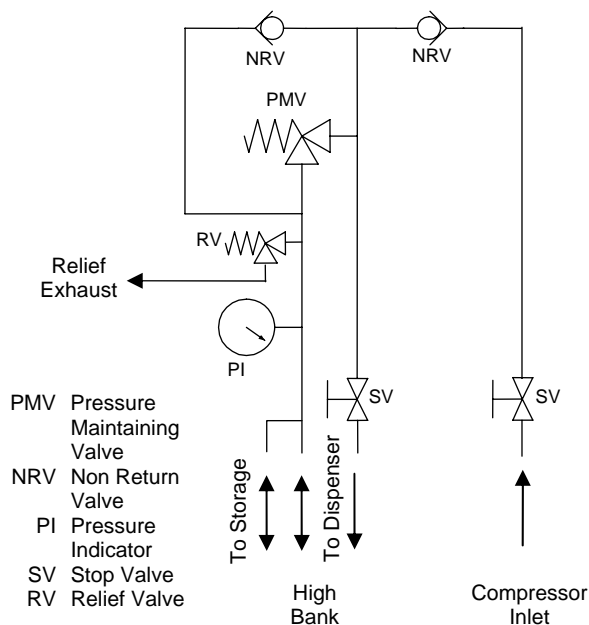 NRV
NRV
PMV
RV
Relief
Exhaust
PI
SV
SV
PMV Pressure
Maintaining
Valve
NRV Non Return
Valve
PI Pressure
Indicator
SV Stop Valve
RV Relief Valve
To Storage
To Dispenser
High
Bank
Compressor
Inlet